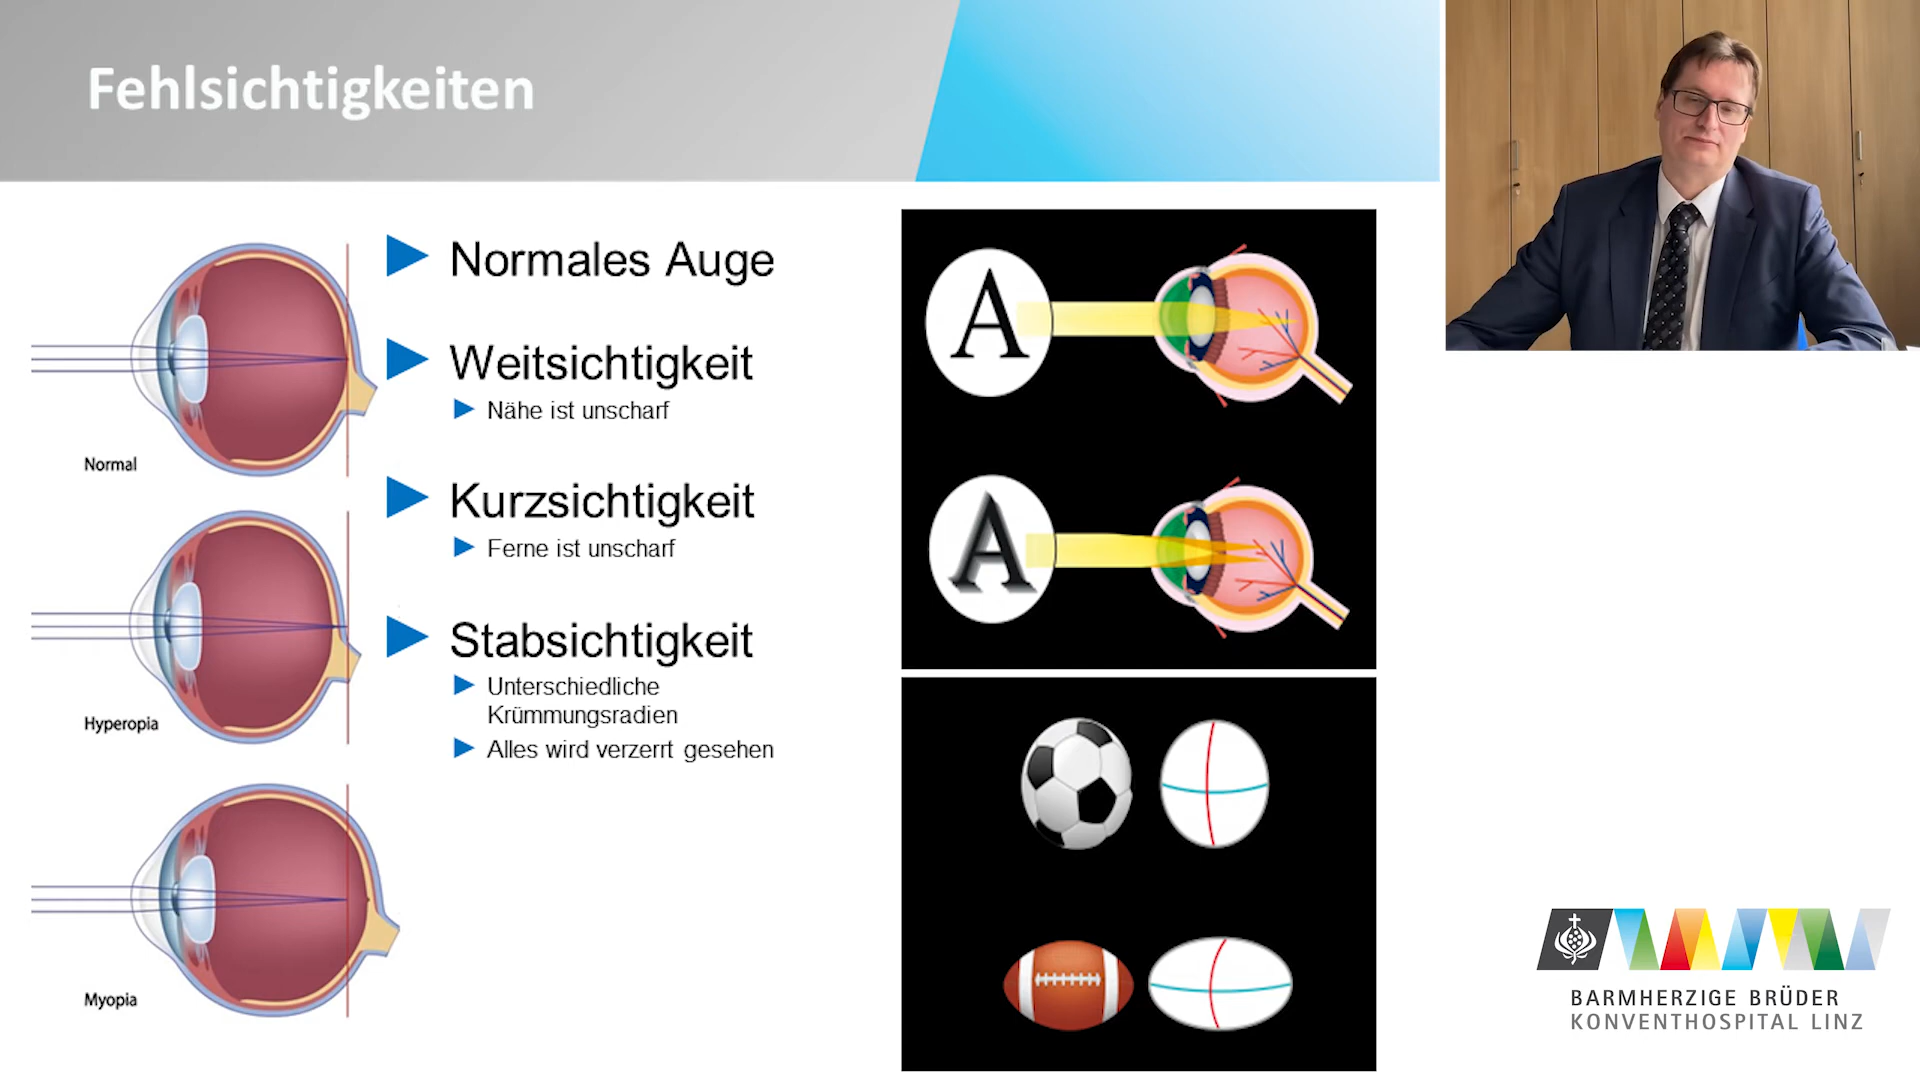 Fehlsichtigkeiten
Normales Auge
Weitsichtigkeit
Nähe ist unscharf
Kurzsichtigkeit
Ferne ist unscharf
Stabsichtigkeit
Unterschiedliche
Krümmungsradien
Alles wird verzerrt gesehen
Normal
Hyperopia
Myopia
A
A
BARMHERZIGE BRÜDER
KONVENTHOSPITAL LINZ